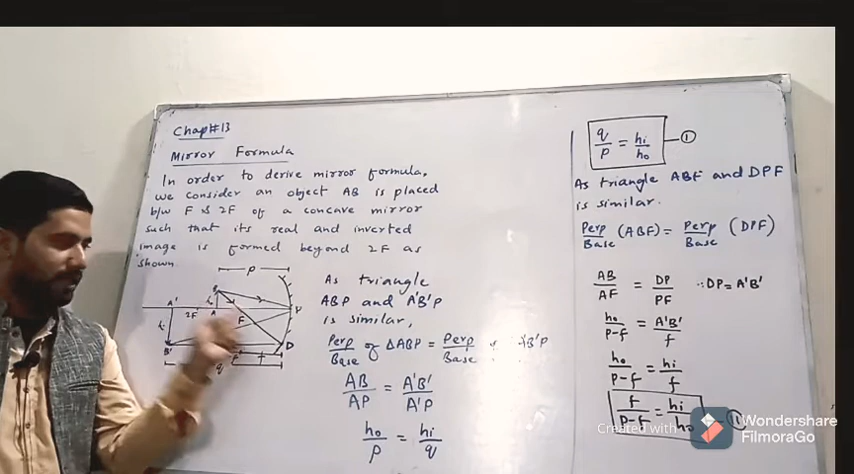 Chap#13
Mirror Formula
In order to derive mirror formula,
we consider an object AB is placed
b/w F & 2F of a concave mirror
such that its real and inverted
image is formed beyond 2F as
shown.
p
A'
2F
A
F
P
B'
D
q
f
As triangle
ABP and A'B'P
is similar,
Perp/Base of ΔABP = Perp/Base B'P
AB/AP = A'B'/A'P
ho/p = hi/q
q/p = hi/ho ①
As triangle ABF and DPF
is similar.
Perp/Base (ABF) = Perp/Base (DPF)
AB/AF = DP/PF ∵DP=A'B'
ho/p-f = A'B'/f
ho/p-f = hi/f
f/p-f = hi/ho
Created with
Wondershare
FilmoraGo